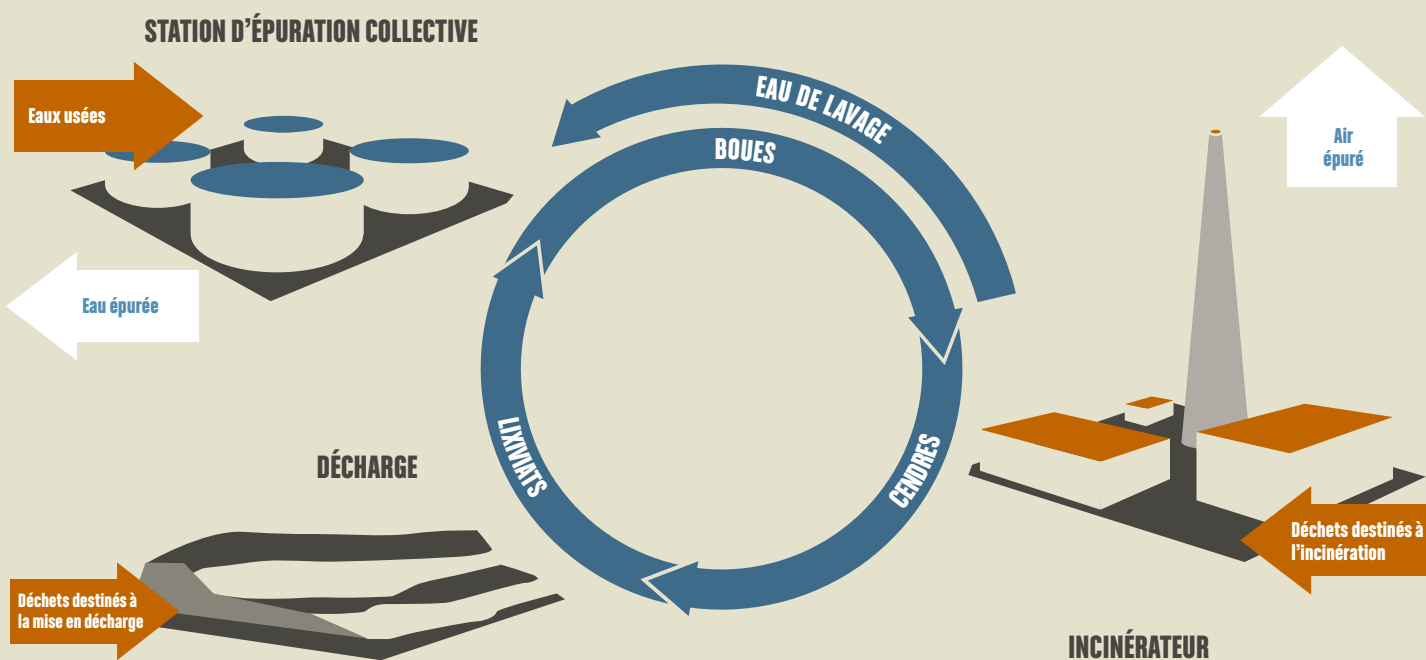 STATION D'ÉPURATION COLLECTIVE
Eaux usées
EAU DE LAVAGE
BOUES
Air
épuré
Eau épurée
LIXIVIATS
CENDRES
DÉCHARGE
Déchets destinés à
l'incinération
Déchets destinés à
la mise en décharge
INCINÉRATEUR